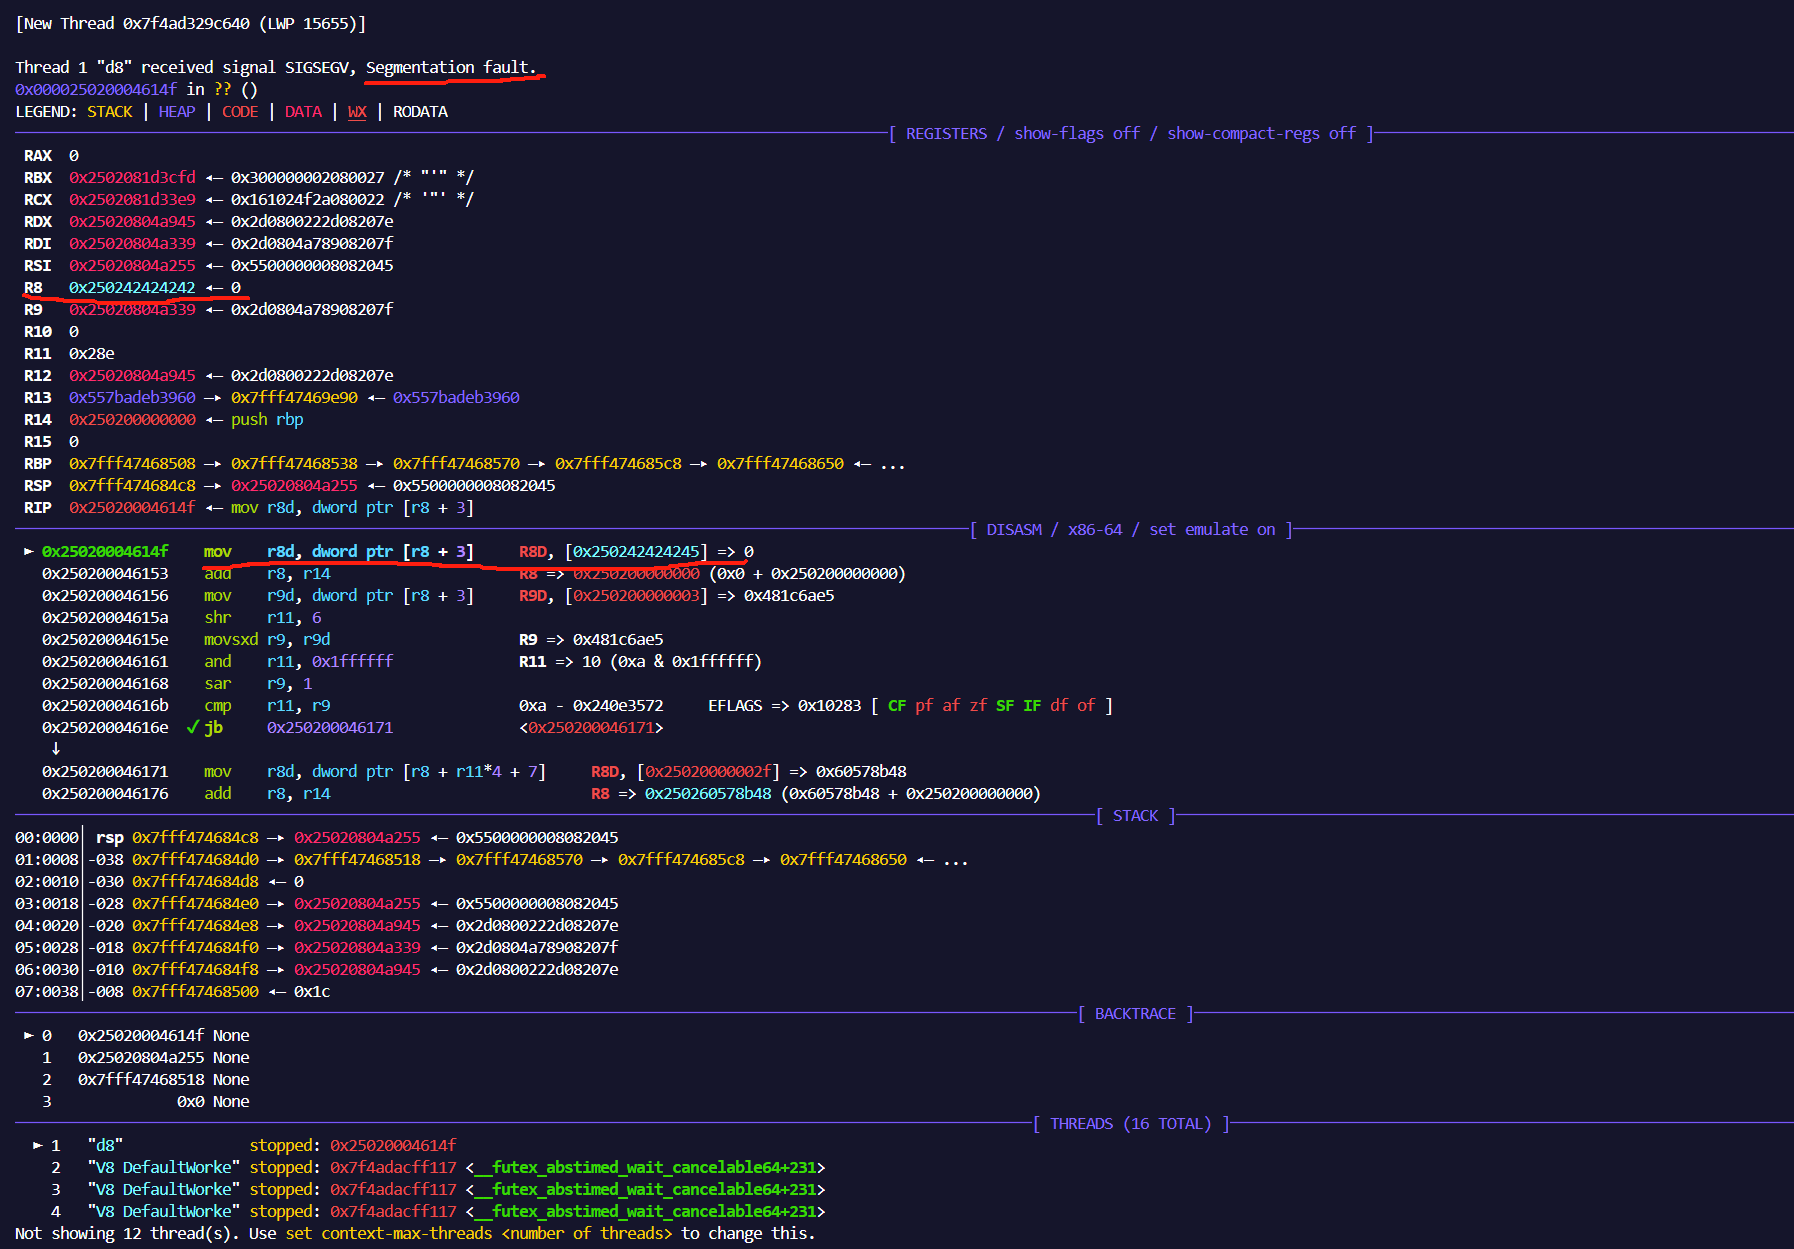 [New Thread 0x7f4ad329c640 (LWP 15655)]
Thread 1 "d8" received signal SIGSEGV, Segmentation fault.
0x000025020004614f in ?? ()
LEGEND: STACK | HEAP | CODE | DATA | WX | RODATA
[ REGISTERS / show-flags off / show-compact-regs off ]
RAX  0
RBX  0x2502081d3cfd ◂— 0x300000002080027 /* "'" */
RCX  0x2502081d33e9 ◂— 0x161024f2a080022 /* '"' */
RDX  0x25020804a945 ◂— 0x2d0800222d08207e
RDI  0x25020804a339 ◂— 0x2d0804a78908207f
RSI  0x25020804a255 ◂— 0x5500000008082045
R8   0x250242424242 ◂— 0
R9   0x25020804a339 ◂— 0x2d0804a78908207f
R10  0
R11  0x28e
R12  0x25020804a945 ◂— 0x2d0800222d08207e
R13  0x557badeb3960 —▸ 0x7fff47469e90 ◂— 0x557badeb3960
R14  0x250200000000 ◂— push rbp
R15  0
RBP  0x7fff47468508 —▸ 0x7fff47468538 —▸ 0x7fff47468570 —▸ 0x7fff474685c8 —▸ 0x7fff47468650 ◂— ...
RSP  0x7fff474684c8 —▸ 0x25020804a255 ◂— 0x5500000008082045
RIP  0x25020004614f ◂— mov r8d, dword ptr [r8 + 3]
[ DISASM / x86-64 / set emulate on ]
► 0x25020004614f    mov    r8d, dword ptr [r8 + 3]     R8D, [0x250242424245] => 0
0x250200046153    add    r8, r14                     R8 => 0x250200000000 (0x0 + 0x250200000000)
0x250200046156    mov    r9d, dword ptr [r8 + 3]     R9D, [0x250200000003] => 0x481c6ae5
0x25020004615a    shr    r11, 6
0x25020004615e    movsxd r9, r9d                     R9 => 0x481c6ae5
0x250200046161    and    r11, 0x1ffffff              R11 => 10 (0xa & 0x1ffffff)
0x250200046168    sar    r9, 1
0x25020004616b    cmp    r11, r9                     0xa - 0x240e3572     EFLAGS => 0x10283 [ CF pf af zf SF IF df of ]
0x25020004616e  ✔ jb     0x250200046171              <0x250200046171>
↓
0x250200046171    mov    r8d, dword ptr [r8 + r11*4 + 7]     R8D, [0x25020000002f] => 0x60578b48
0x250200046176    add    r8, r14                             R8 => 0x250260578b48 (0x60578b48 + 0x250200000000)
[ STACK ]
00:0000│ rsp 0x7fff474684c8 —▸ 0x25020804a255 ◂— 0x5500000008082045
01:0008│-038 0x7fff474684d0 —▸ 0x7fff47468518 —▸ 0x7fff47468570 —▸ 0x7fff474685c8 —▸ 0x7fff47468650 ◂— ...
02:0010│-030 0x7fff474684d8 ◂— 0
03:0018│-028 0x7fff474684e0 —▸ 0x25020804a255 ◂— 0x5500000008082045
04:0020│-020 0x7fff474684e8 —▸ 0x25020804a945 ◂— 0x2d0800222d08207e
05:0028│-018 0x7fff474684f0 —▸ 0x25020804a339 ◂— 0x2d0804a78908207f
06:0030│-010 0x7fff474684f8 —▸ 0x25020804a945 ◂— 0x2d0800222d08207e
07:0038│-008 0x7fff47468500 ◂— 0x1c
[ BACKTRACE ]
► 0   0x25020004614f None
1   0x25020804a255 None
2   0x7fff47468518 None
3              0x0 None
[ THREADS (16 TOTAL) ]
► 1   "d8"              stopped: 0x25020004614f
2   "V8 DefaultWorke" stopped: 0x7f4adacff117 <__futex_abstimed_wait_cancelable64+231>
3   "V8 DefaultWorke" stopped: 0x7f4adacff117 <__futex_abstimed_wait_cancelable64+231>
4   "V8 DefaultWorke" stopped: 0x7f4adacff117 <__futex_abstimed_wait_cancelable64+231>
Not showing 12 thread(s). Use set context-max-threads <number of threads> to change this.